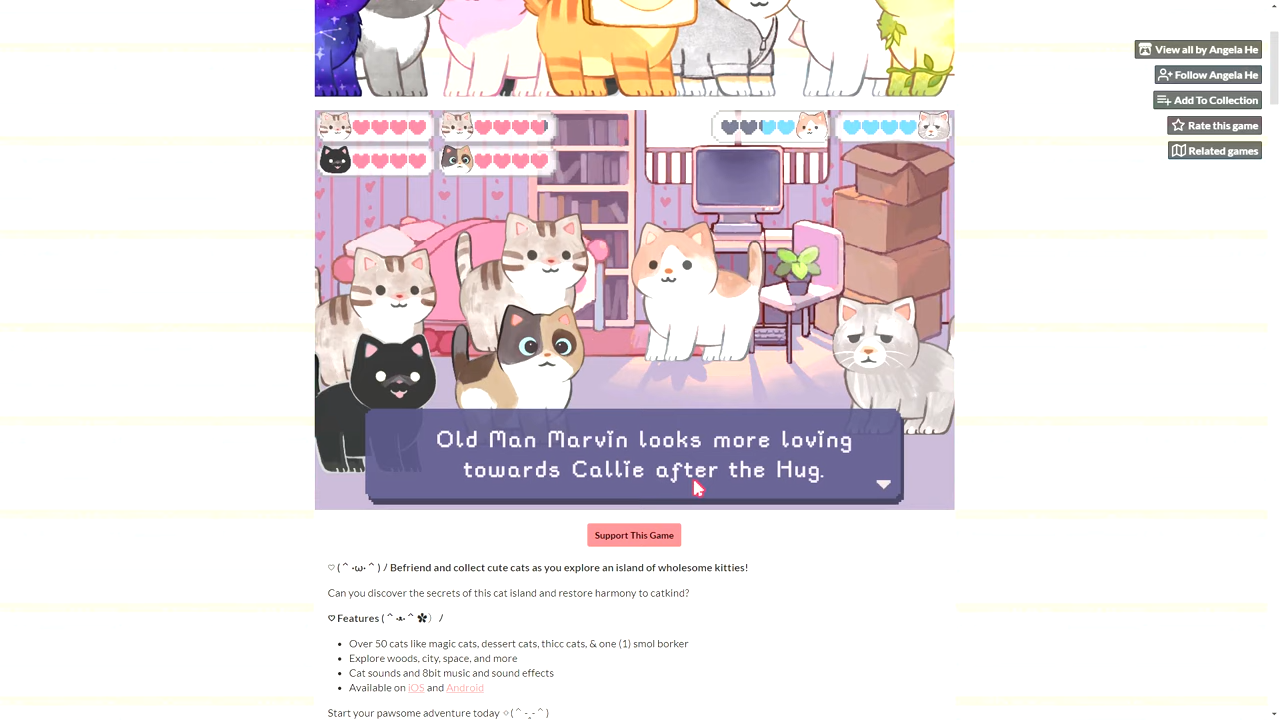 View all by Angela He
Follow Angela He
Add To Collection
Rate this game
Related games
Old Man Marvin looks more loving
towards Callie after the Hug.
Support This Game
♡ ( ^ ·ω· ^ ) / Befriend and collect cute cats as you explore an island of wholesome kitties!
Can you discover the secrets of this cat island and restore harmony to catkind?
♡ Features ( ^ ·ᴥ· ^ ✿) /
• Over 50 cats like magic cats, dessert cats, thicc cats, & one (1) smol borker
• Explore woods, city, space, and more
• Cat sounds and 8bit music and sound effects
• Available on iOS and Android
Start your pawsome adventure today ✧( ^ -‿- ^ )